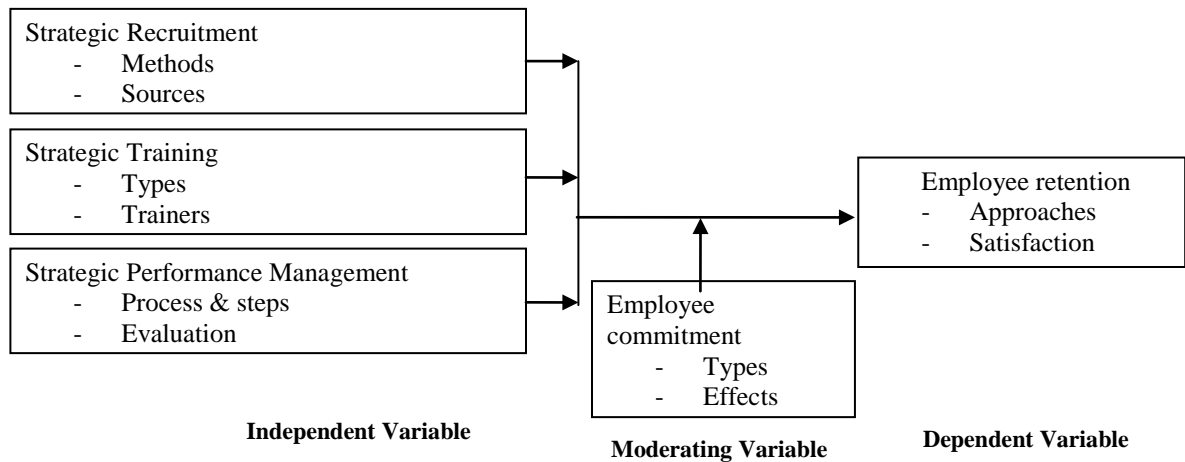 Strategic Recruitment
- Methods
- Sources
Strategic Training
- Types
- Trainers
Strategic Performance Management
- Process & steps
- Evaluation
Employee
commitment
- Types
- Effects
Employee retention
- Approaches
- Satisfaction
Independent Variable
Moderating Variable
Dependent Variable